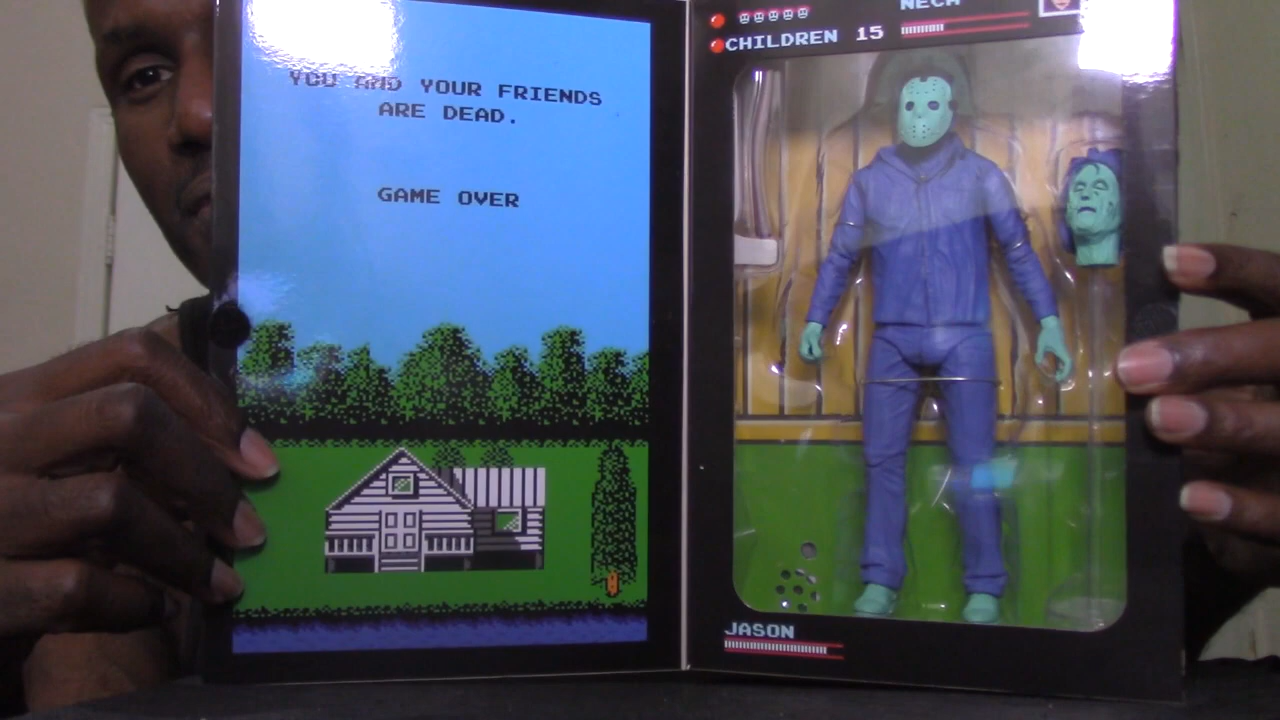 YOU AND YOUR FRIENDS
ARE DEAD.
GAME OVER
NECA
CHILDREN 15
JASON